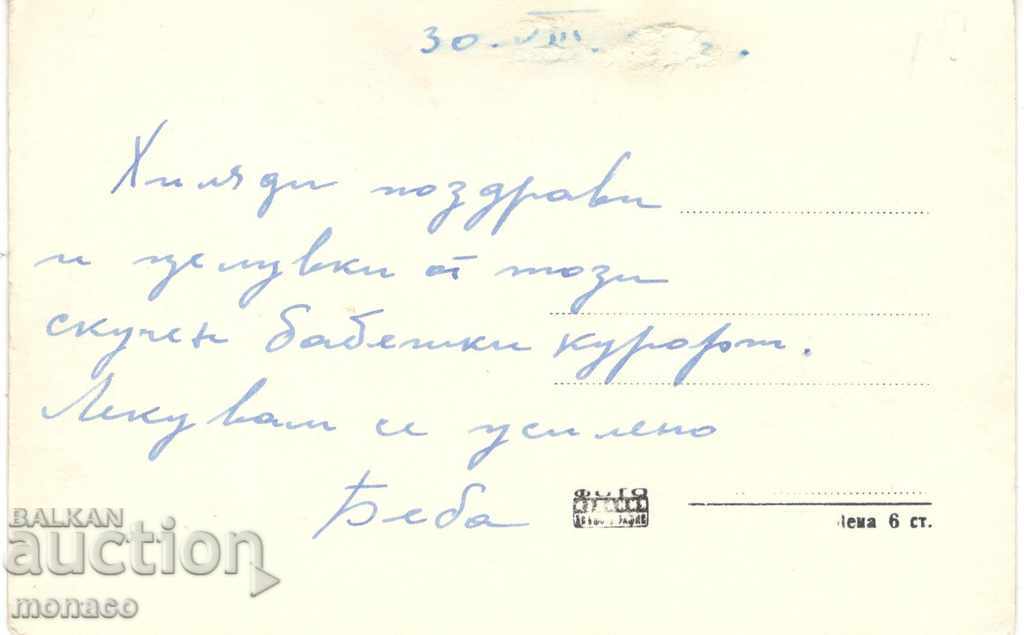 30. VIII.
Хиляди поздрави
и целувки от този
скучен бабешки курорт.
Лекувам се усилено
Беба
ФОТО
Цена 6 ст.
BALKAN
auction
monaco